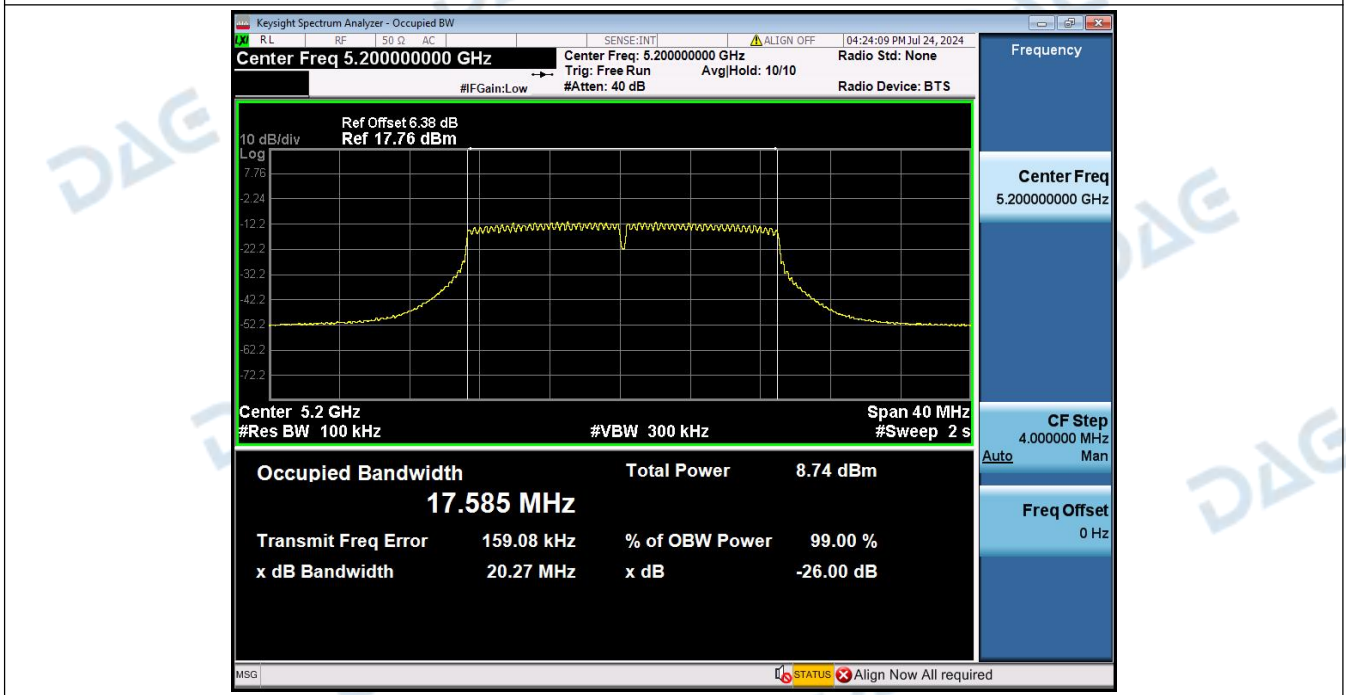 Keysight Spectrum Analyzer - Occupied BW
LXI RL RF 50 Ω AC SENSE:INT ALIGN OFF 04:24:09 PM Jul 24, 2024
Center Freq 5.200000000 GHz
Center Freq: 5.200000000 GHz Radio Std: None
Trig: Free Run Avg|Hold: 10/10
#IFGain:Low #Atten: 40 dB Radio Device: BTS
Frequency
Ref Offset 6.38 dB
10 dB/div Ref 17.76 dBm
Log
7.76
-2.24
-12.2
-22.2
-32.2
-42.2
-52.2
-62.2
-72.2
Center 5.2 GHz Span 40 MHz
#Res BW 100 kHz #VBW 300 kHz #Sweep 2 s
Occupied Bandwidth Total Power 8.74 dBm
17.585 MHz
Transmit Freq Error 159.08 kHz % of OBW Power 99.00 %
x dB Bandwidth 20.27 MHz x dB -26.00 dB
Center Freq
5.200000000 GHz
CF Step
4.000000 MHz
Auto Man
Freq Offset
0 Hz
MSG STATUS Align Now All required
DAG
DAG
DAG